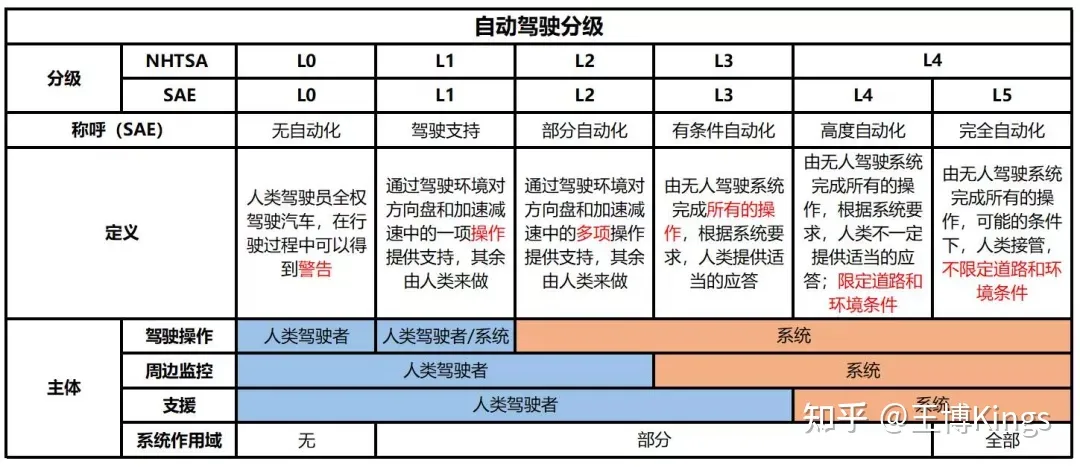 自动驾驶分级
分级
NHTSA
L0
L1
L2
L3
L4
SAE
L0
L1
L2
L3
L4
L5
称呼（SAE）
无自动化
驾驶支持
部分自动化
有条件自动化
高度自动化
完全自动化
定义
人类驾驶员全权
驾驶汽车，在行
驶过程中可以得
到警告
通过驾驶环境对
方向盘和加速减
速中的一项操作
提供支持，其余
由人类来做
通过驾驶环境对
方向盘和加速减
速中的多项操作
提供支持，其余
由人类来做
由无人驾驶系统
完成所有的操
作，根据系统要
求，人类提供适
当的应答
由无人驾驶系统
完成所有的操
作，根据系统要
求，人类不一定
提供适当的应
答；限定道路和
环境条件
由无人驾驶系统
完成所有的操
作，可能的条件
下，人类接管，
不限定道路和环
境条件
主体
驾驶操作
人类驾驶者
人类驾驶者/系统
系统
周边监控
人类驾驶者
系统
支援
人类驾驶者
系统
系统作用域
无
部分
全部
知乎 @王博Kings